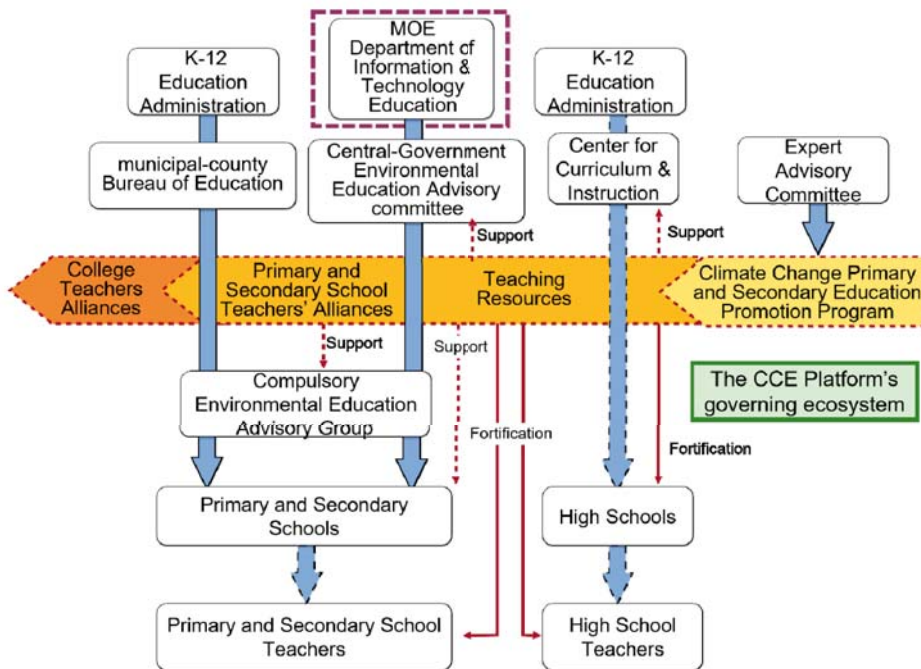 K-12
Education
Administration
MOE
Department of
Information &
Technology
Education
K-12
Education
Administration
municipal-county
Bureau of Education
Central-Government
Environmental
Education Advisory
committee
Center for
Curriculum &
Instruction
Expert
Advisory
Committee
Support
Support
College
Teachers
Alliances
Primary and
Secondary School
Teachers' Alliances
Teaching
Resources
Climate Change Primary
and Secondary Education
Promotion Program
Support
Support
Compulsory
Environmental Education
Advisory Group
The CCE Platform's
governing ecosystem
Fortification
Fortification
Primary and Secondary
Schools
High Schools
Primary and Secondary School
Teachers
High School
Teachers